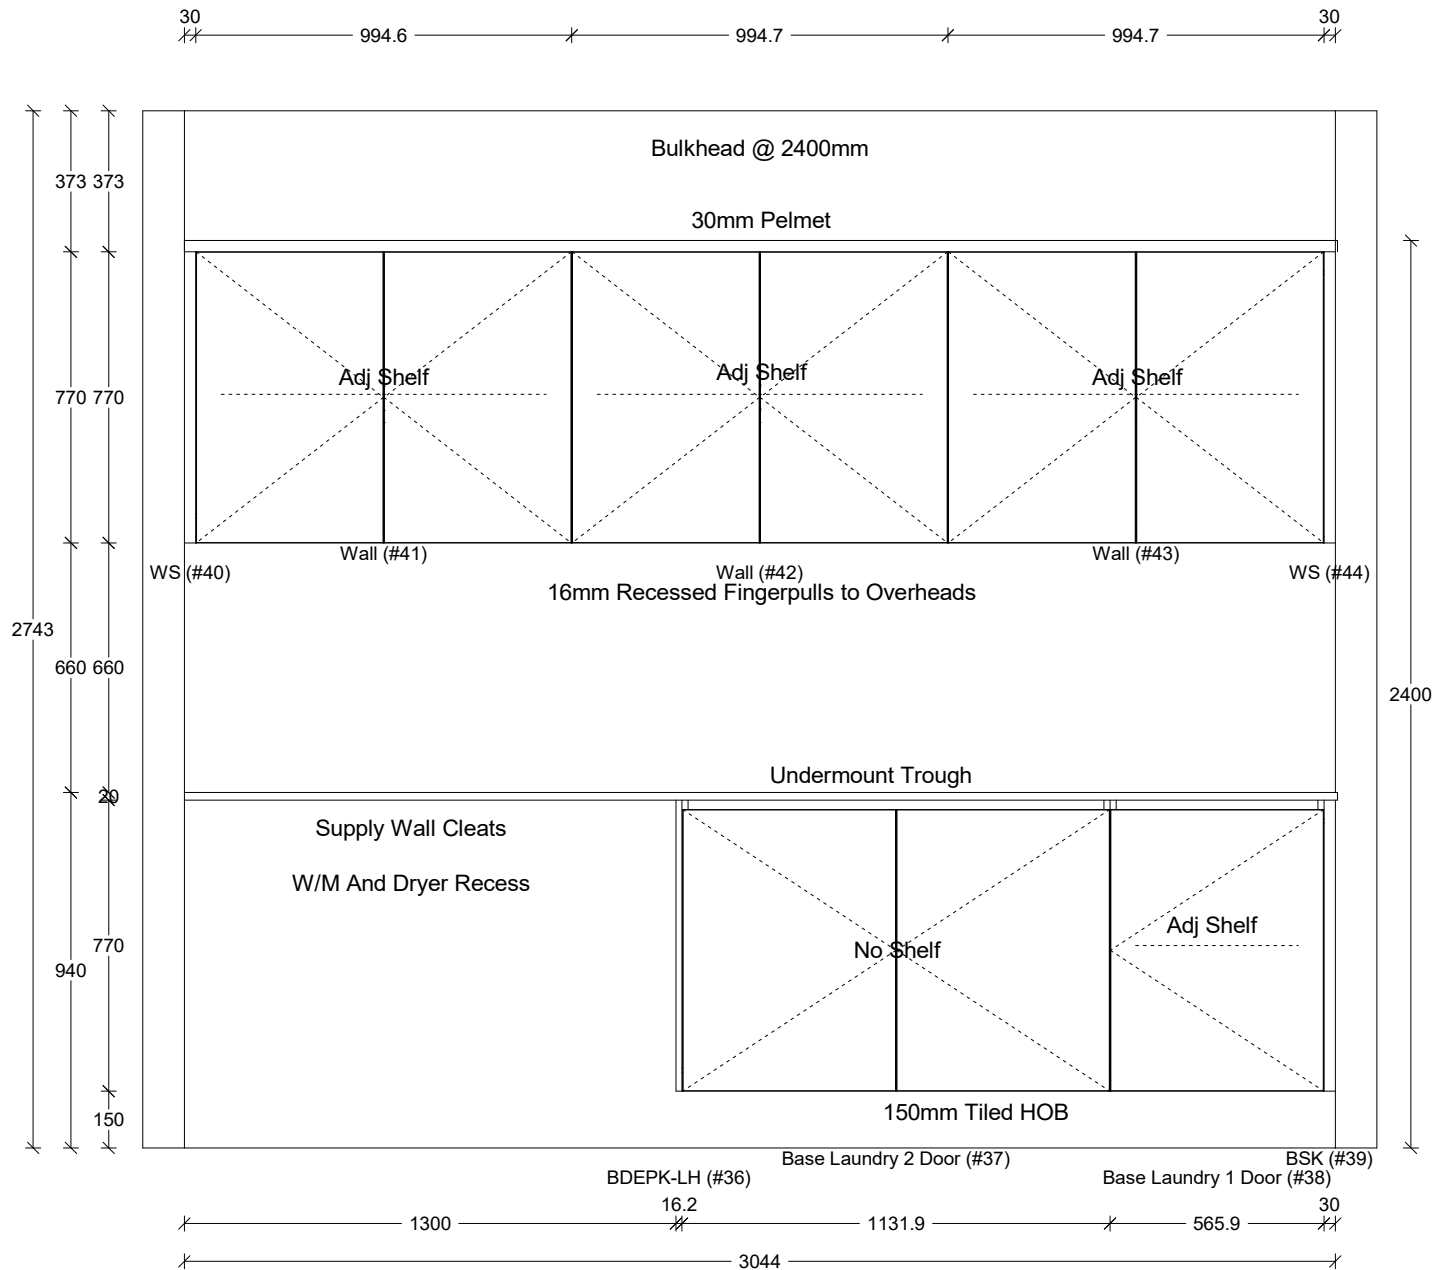 30 30
994.6 994.7 994.7
Bulkhead @ 2400mm
373 373
30mm Pelmet
Adj Shelf Adj Shelf Adj Shelf
770 770
Wall (#41) Wall (#43)
WS (#40) Wall (#42) WS (#44)
16mm Recessed Fingerpulls to Overheads
2743
660 660
2400
Undermount Trough
20
Supply Wall Cleats
W/M And Dryer Recess
Adj Shelf
770 No Shelf
940
150mm Tiled HOB
150
Base Laundry 2 Door (#37) BSK (#39)
BDEPK-LH (#36) Base Laundry 1 Door (#38)
16.2 30
1300 1131.9 565.9
3044